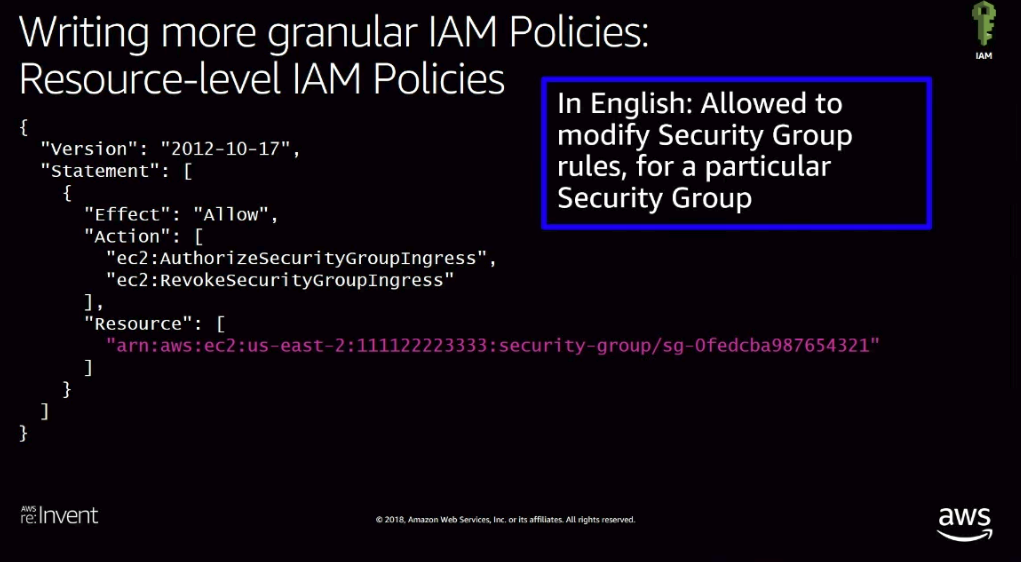 Writing more granular IAM Policies:
Resource-level IAM Policies
IAM
In English: Allowed to
modify Security Group
rules, for a particular
Security Group
{
  "Version": "2012-10-17",
  "Statement": [
    {
      "Effect": "Allow",
      "Action": [
        "ec2:AuthorizeSecurityGroupIngress",
        "ec2:RevokeSecurityGroupIngress"
      ],
      "Resource": [
        "arn:aws:ec2:us-east-2:111122223333:security-group/sg-0fedcba987654321"
      ]
    }
  ]
}
AWS
re:Invent
© 2018, Amazon Web Services, Inc. or its affiliates. All rights reserved.
aws